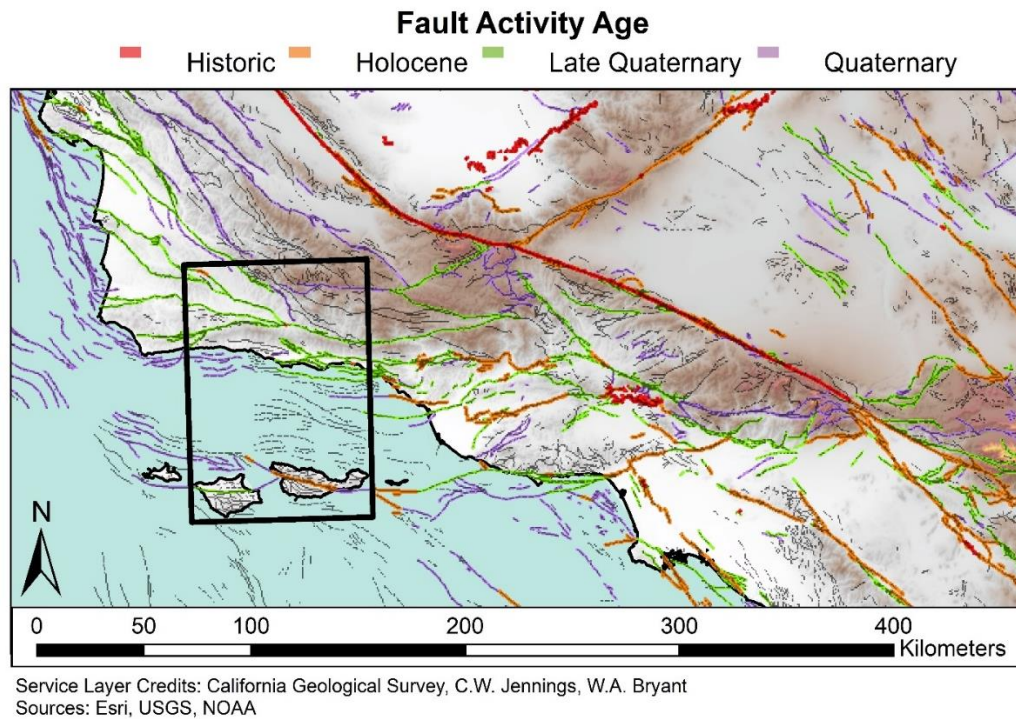 Fault Activity Age
Historic Holocene Late Quaternary Quaternary
N
0 50 100 200 300 400
Kilometers
Service Layer Credits: California Geological Survey, C.W. Jennings, W.A. Bryant
Sources: Esri, USGS, NOAA